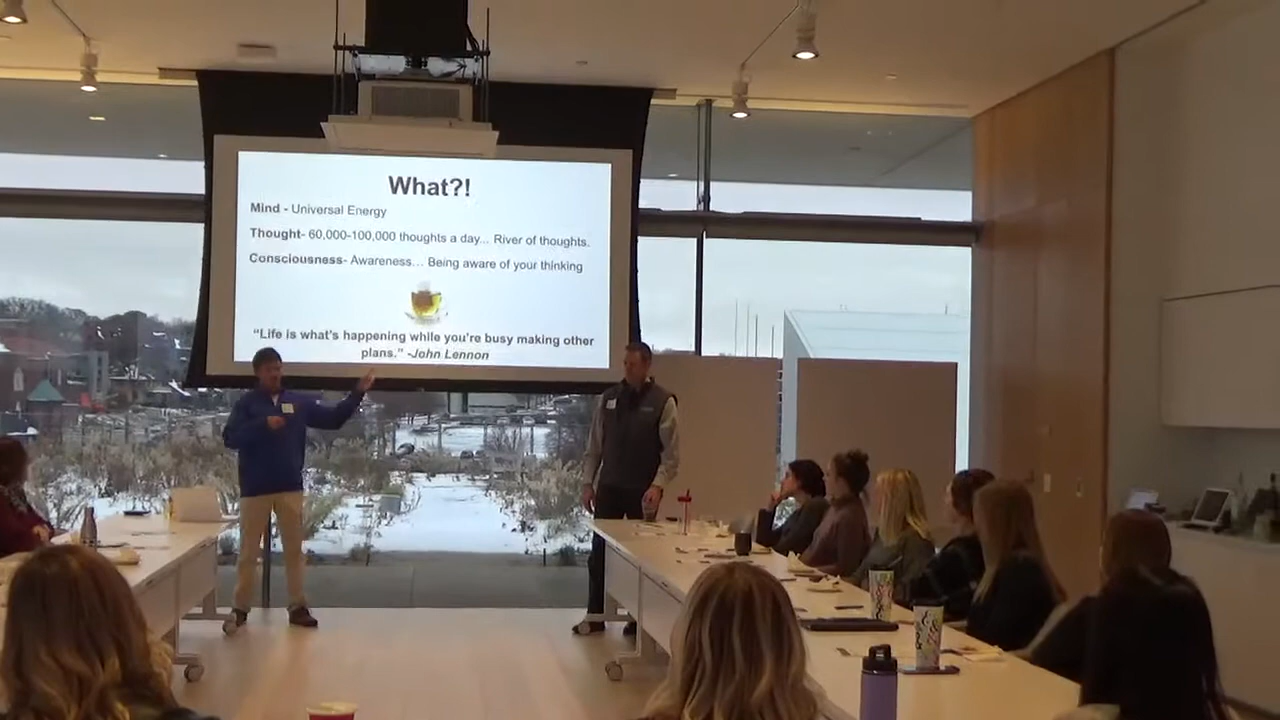 What?!
Mind - Universal Energy
Thought- 60,000-100,000 thoughts a day... River of thoughts.
Consciousness- Awareness... Being aware of your thinking
“Life is what's happening while you're busy making other
plans.” -John Lennon